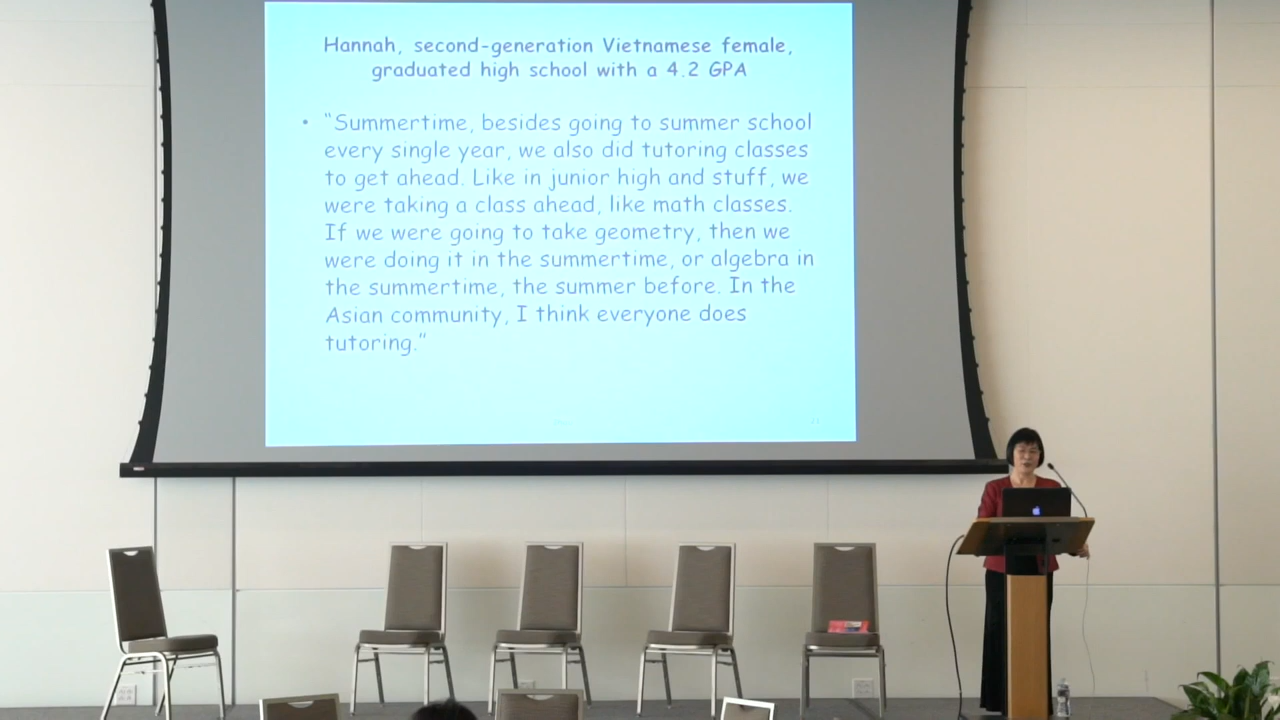 Hannah, second-generation Vietnamese female,
graduated high school with a 4.2 GPA
• “Summertime, besides going to summer school
every single year, we also did tutoring classes
to get ahead. Like in junior high and stuff, we
were taking a class ahead, like math classes.
If we were going to take geometry, then we
were doing it in the summertime, or algebra in
the summertime, the summer before. In the
Asian community, I think everyone does
tutoring.”